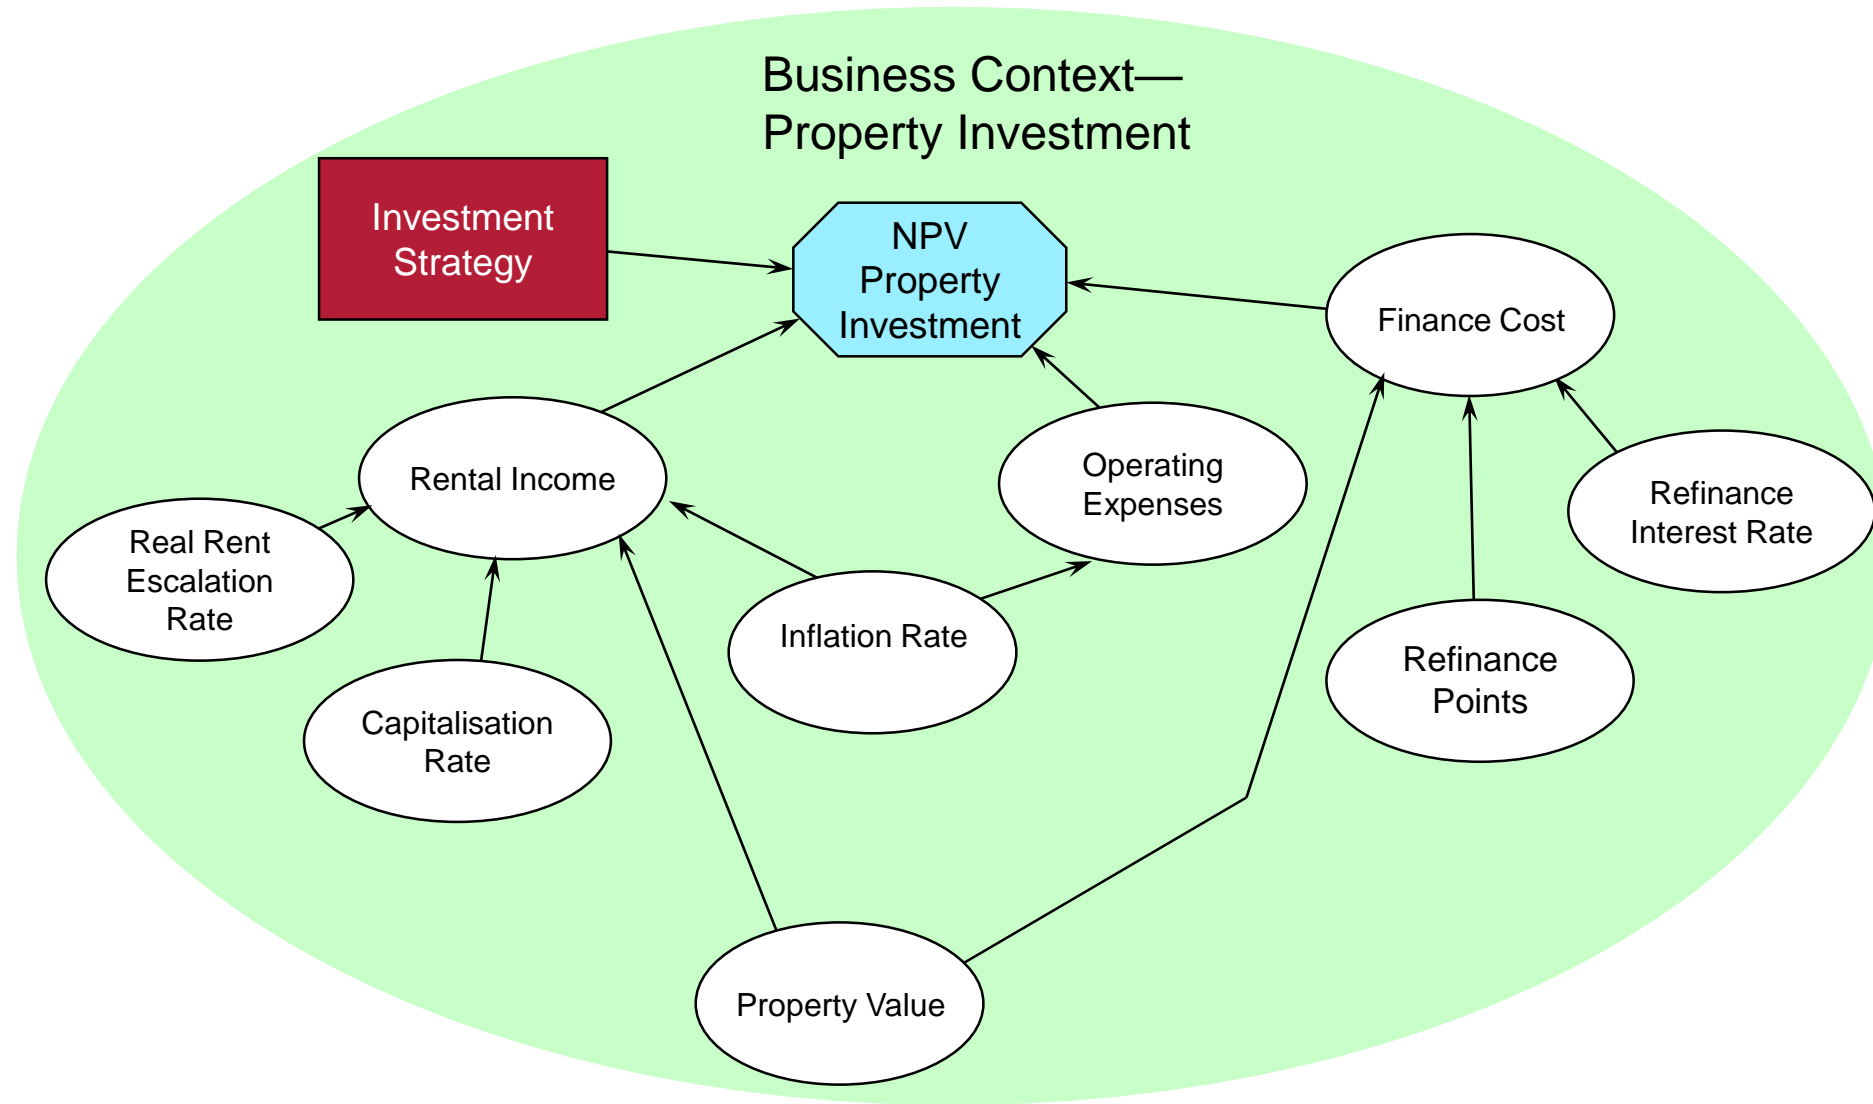 Business Context—
Property Investment
Investment
Strategy
NPV
Property
Investment
Finance Cost
Rental Income
Operating
Expenses
Refinance
Interest Rate
Real Rent
Escalation
Rate
Inflation Rate
Refinance
Points
Capitalisation
Rate
Property Value